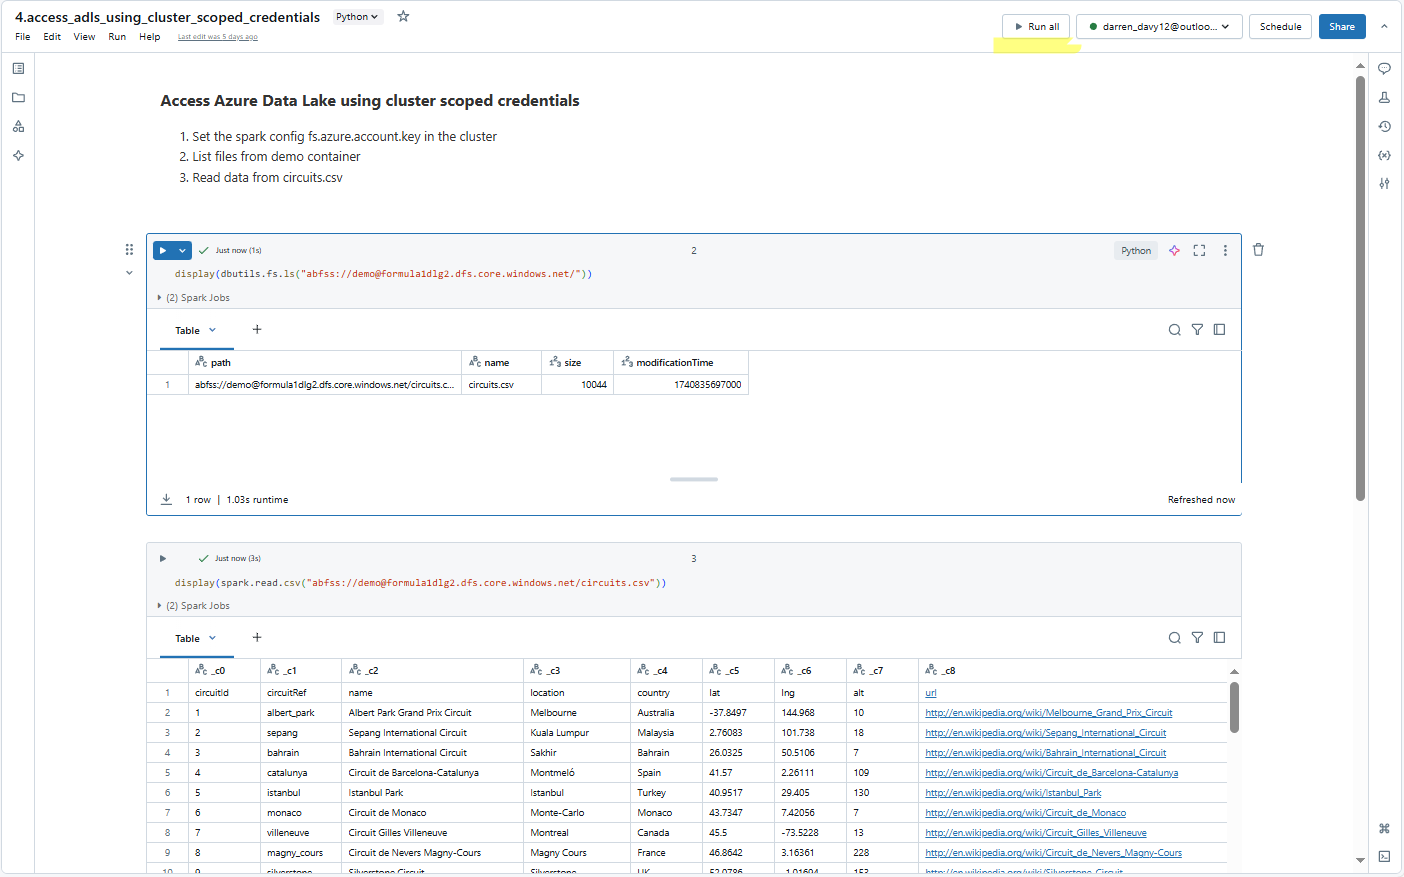 4.access_adls_using_cluster_scoped_credentials Python
File Edit View Run Help Last edit was 5 days ago
Run all darren_davy12@outloo... Schedule Share
Access Azure Data Lake using cluster scoped credentials
1. Set the spark config fs.azure.account.key in the cluster
2. List files from demo container
3. Read data from circuits.csv
Just now (1s) 2 Python
display(dbutils.fs.ls("abfss://demo@formula1dlg2.dfs.core.windows.net/"))
(2) Spark Jobs
Table +
path name size modificationTime
1 abfss://demo@formula1dlg2.dfs.core.windows.net/circuits.c... circuits.csv 10044 1740835697000
1 row | 1.03s runtime Refreshed now
Just now (3s) 3
display(spark.read.csv("abfss://demo@formula1dlg2.dfs.core.windows.net/circuits.csv"))
(2) Spark Jobs
Table +
_c0 _c1 _c2 _c3 _c4 _c5 _c6 _c7 _c8
1 circuitId circuitRef name location country lat lng alt url
2 1 albert_park Albert Park Grand Prix Circuit Melbourne Australia -37.8497 144.968 10 http://en.wikipedia.org/wiki/Melbourne_Grand_Prix_Circuit
3 2 sepang Sepang International Circuit Kuala Lumpur Malaysia 2.76083 101.738 18 http://en.wikipedia.org/wiki/Sepang_International_Circuit
4 3 bahrain Bahrain International Circuit Sakhir Bahrain 26.0325 50.5106 7 http://en.wikipedia.org/wiki/Bahrain_International_Circuit
5 4 catalunya Circuit de Barcelona-Catalunya Montmeló Spain 41.57 2.26111 109 http://en.wikipedia.org/wiki/Circuit_de_Barcelona-Catalunya
6 5 istanbul Istanbul Park Istanbul Turkey 40.9517 29.405 130 http://en.wikipedia.org/wiki/Istanbul_Park
7 6 monaco Circuit de Monaco Monte-Carlo Monaco 43.7347 7.42056 7 http://en.wikipedia.org/wiki/Circuit_de_Monaco
8 7 villeneuve Circuit Gilles Villeneuve Montreal Canada 45.5 -73.5228 13 http://en.wikipedia.org/wiki/Circuit_Gilles_Villeneuve
9 8 magny_cours Circuit de Nevers Magny-Cours Magny Cours France 46.8642 3.16361 228 http://en.wikipedia.org/wiki/Circuit_de_Nevers_Magny-Cours
10 9 silverstone Silverstone Circuit Silverstone UK 52.0786 -1.01694 153 http://en.wikipedia.org/wiki/Silverstone_Circuit